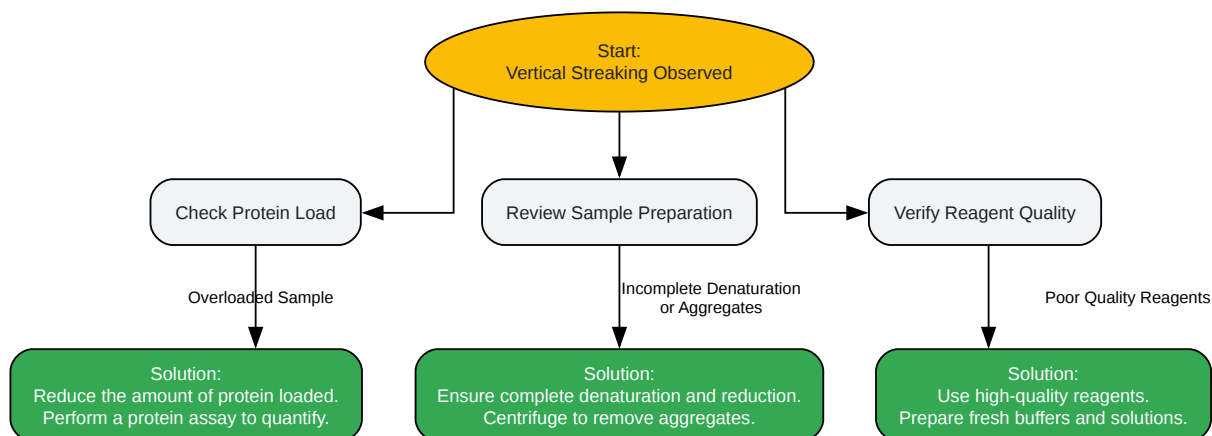 Start:
Vertical Streaking Observed
Check Protein Load
Review Sample Preparation
Verify Reagent Quality
Overloaded Sample
Incomplete Denaturation
or Aggregates
Poor Quality Reagents
Solution:
Reduce the amount of protein loaded.
Perform a protein assay to quantify.
Solution:
Ensure complete denaturation and reduction.
Centrifuge to remove aggregates.
Solution:
Use high-quality reagents.
Prepare fresh buffers and solutions.